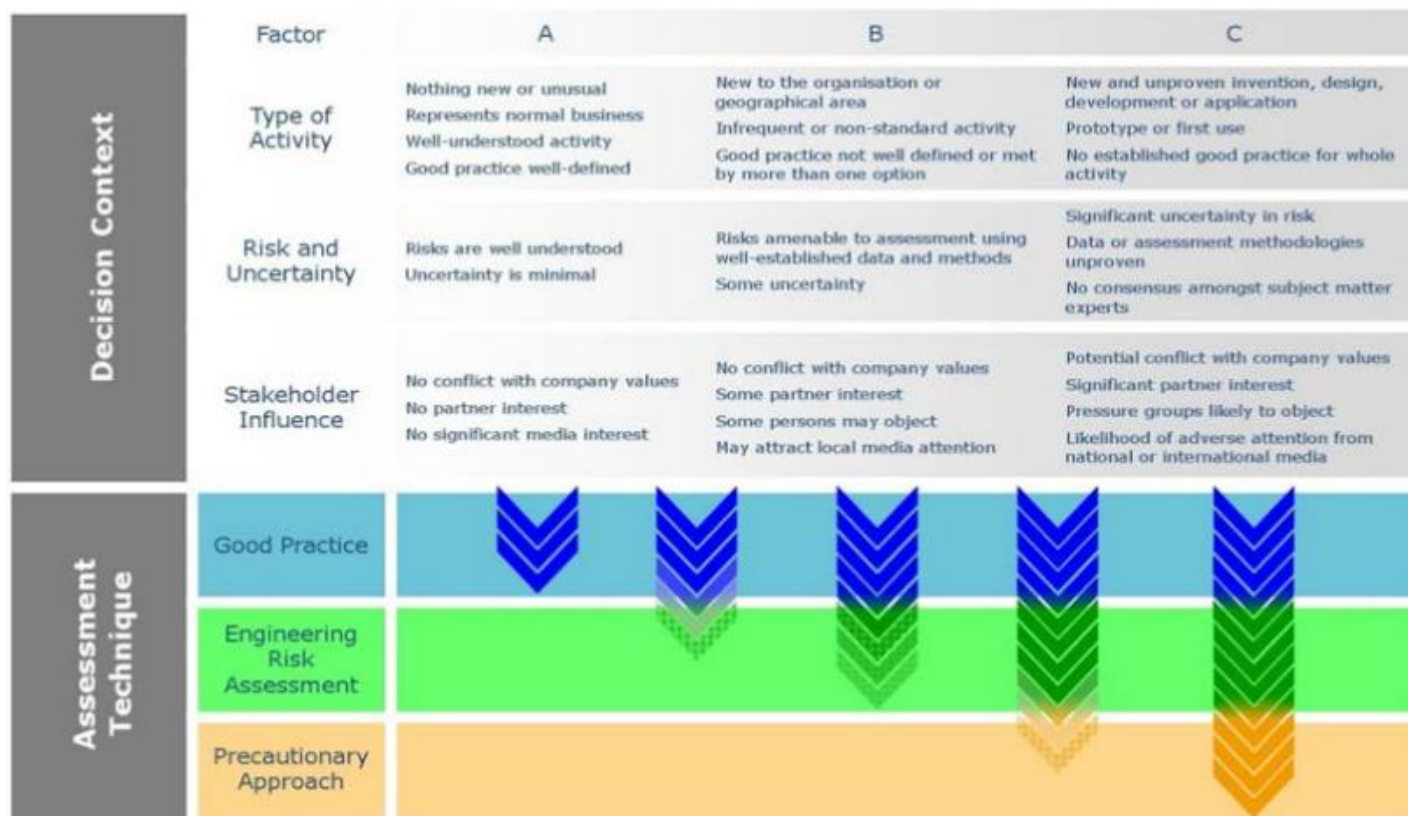 Decision Context
Factor
A
B
C
Type of
Activity
Nothing new or unusual
Represents normal business
Well-understood activity
Good practice well-defined
New to the organisation or
geographical area
Infrequent or non-standard activity
Good practice not well defined or met
by more than one option
New and unproven invention, design,
development or application
Prototype or first use
No established good practice for whole
activity
Risk and
Uncertainty
Risks are well understood
Uncertainty is minimal
Risks amenable to assessment using
well-established data and methods
Some uncertainty
Significant uncertainty in risk
Data or assessment methodologies
unproven
No consensus amongst subject matter
experts
Stakeholder
Influence
No conflict with company values
No partner interest
No significant media interest
No conflict with company values
Some partner interest
Some persons may object
May attract local media attention
Potential conflict with company values
Significant partner interest
Pressure groups likely to object
Likelihood of adverse attention from
national or international media
Assessment
Technique
Good Practice
Engineering
Risk
Assessment
Precautionary
Approach